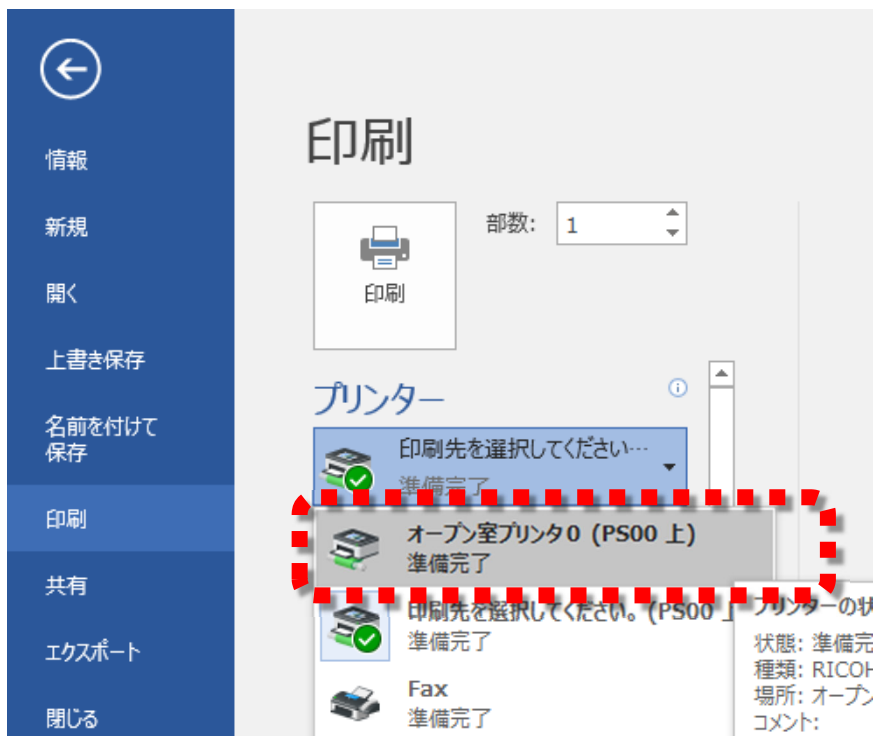 情報
新規
開く
上書き保存
名前を付けて
保存
印刷
共有
エクスポート
閉じる
印刷
部数: 1
印刷
プリンター
印刷先を選択してください…
準備完了
オープン室プリンタ0 (PS00 上)
準備完了
印刷先を選択してください。(PS00
準備完了
Fax
準備完了
プリンターの状
状態: 準備完
種類: RICOH
場所: オープン
コメント: